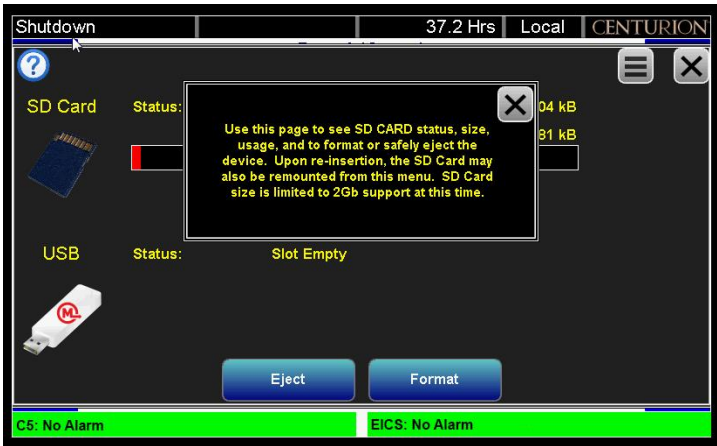 Shutdown
37.2 Hrs
Local
CENTURION
?
SD Card
Status:
04 kB
81 kB
Use this page to see SD CARD status, size,
usage, and to format or safely eject the
device. Upon re-insertion, the SD Card may
also be remounted from this menu. SD Card
size is limited to 2Gb support at this time.
USB
Status:
Slot Empty
Eject
Format
C5: No Alarm
EICS: No Alarm